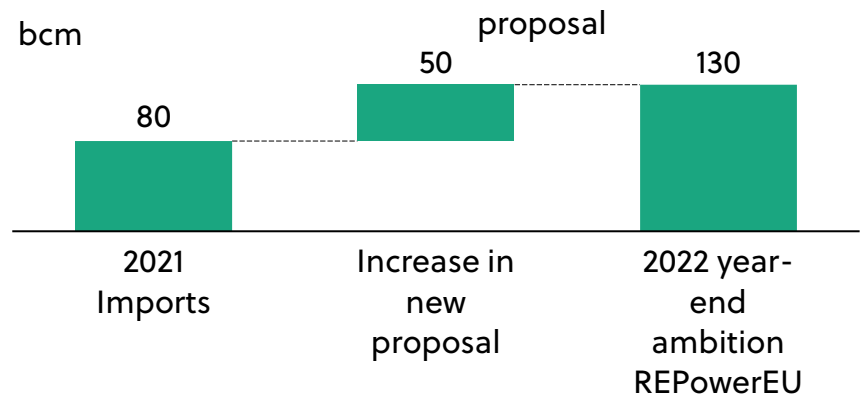 proposal
bcm
80
50
130
2021
Imports
Increase in
new
proposal
2022 year-
end
ambition
REPowerEU